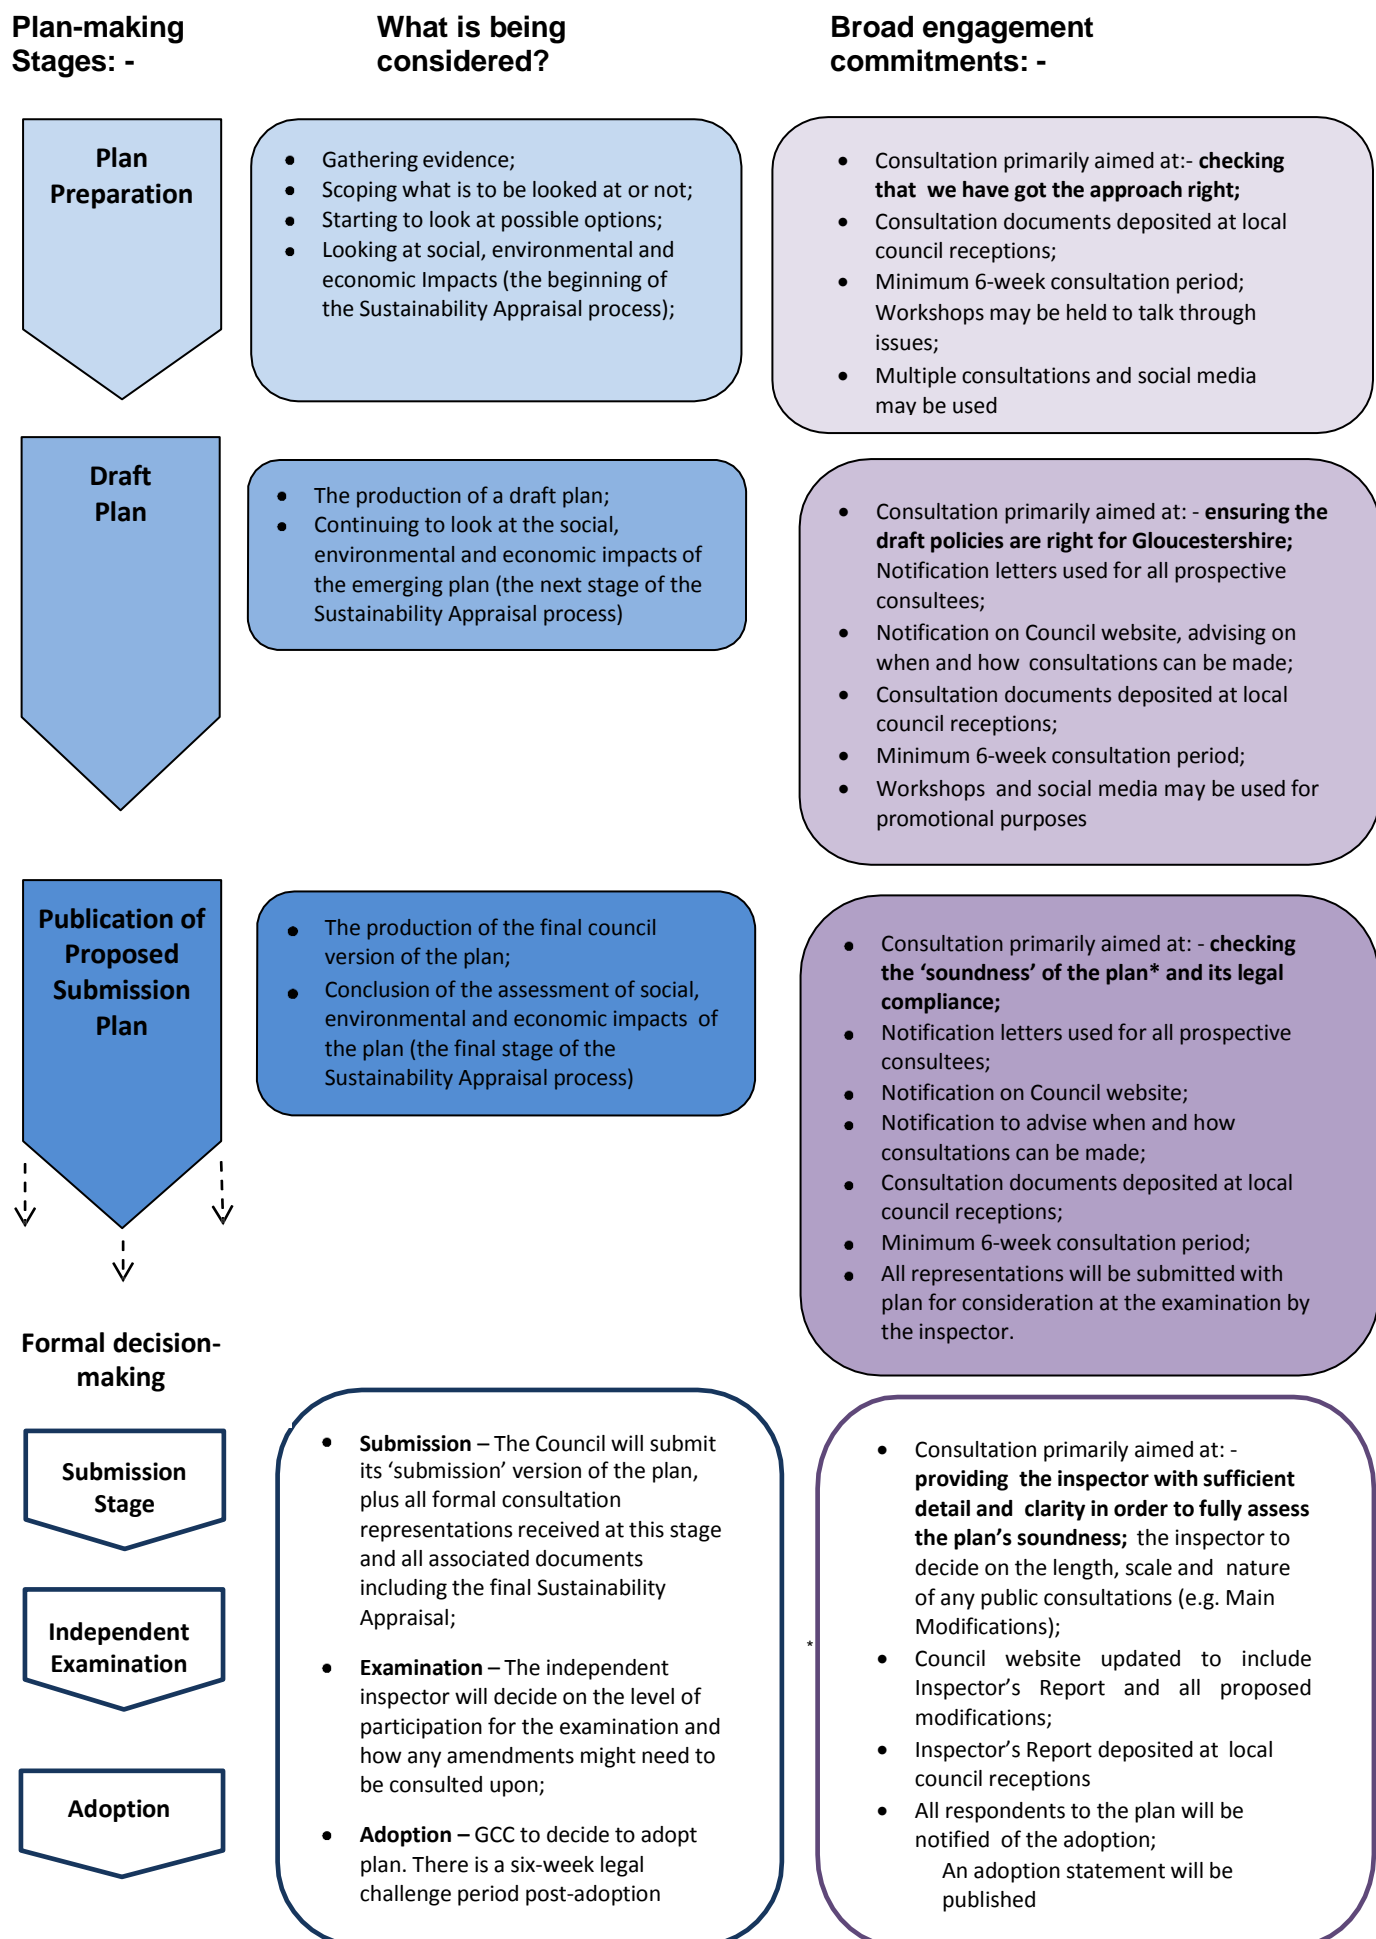 Plan-making
Stages: -
What is being
considered?
Broad engagement
commitments: -
Plan
Preparation
• Gathering evidence;
• Scoping what is to be looked at or not;
• Starting to look at possible options;
• Looking at social, environmental and
economic Impacts (the beginning of
the Sustainability Appraisal process);
• Consultation primarily aimed at:- checking
that we have got the approach right;
• Consultation documents deposited at local
council receptions;
• Minimum 6-week consultation period;
Workshops may be held to talk through
issues;
• Multiple consultations and social media
may be used
Draft
Plan
• The production of a draft plan;
• Continuing to look at the social,
environmental and economic impacts of
the emerging plan (the next stage of the
Sustainability Appraisal process)
• Consultation primarily aimed at: - ensuring the
draft policies are right for Gloucestershire;
Notification letters used for all prospective
consultees;
• Notification on Council website, advising on
when and how consultations can be made;
• Consultation documents deposited at local
council receptions;
• Minimum 6-week consultation period;
• Workshops and social media may be used for
promotional purposes
Publication of
Proposed
Submission
Plan
• The production of the final council
version of the plan;
• Conclusion of the assessment of social,
environmental and economic impacts of
the plan (the final stage of the
Sustainability Appraisal process)
• Consultation primarily aimed at: - checking
the ‘soundness’ of the plan* and its legal
compliance;
• Notification letters used for all prospective
consultees;
• Notification on Council website;
• Notification to advise when and how
consultations can be made;
• Consultation documents deposited at local
council receptions;
• Minimum 6-week consultation period;
• All representations will be submitted with
plan for consideration at the examination by
the inspector.
Formal decision-
making
Submission
Stage
Independent
Examination
Adoption
• Submission – The Council will submit
its ‘submission’ version of the plan,
plus all formal consultation
representations received at this stage
and all associated documents
including the final Sustainability
Appraisal;
• Examination – The independent
inspector will decide on the level of
participation for the examination and
how any amendments might need to
be consulted upon;
• Adoption – GCC to decide to adopt
plan. There is a six-week legal
challenge period post-adoption
*
• Consultation primarily aimed at: -
providing the inspector with sufficient
detail and clarity in order to fully assess
the plan’s soundness; the inspector to
decide on the length, scale and nature
of any public consultations (e.g. Main
Modifications);
• Council website updated to include
Inspector’s Report and all proposed
modifications;
• Inspector’s Report deposited at local
council receptions
• All respondents to the plan will be
notified of the adoption;
An adoption statement will be
published